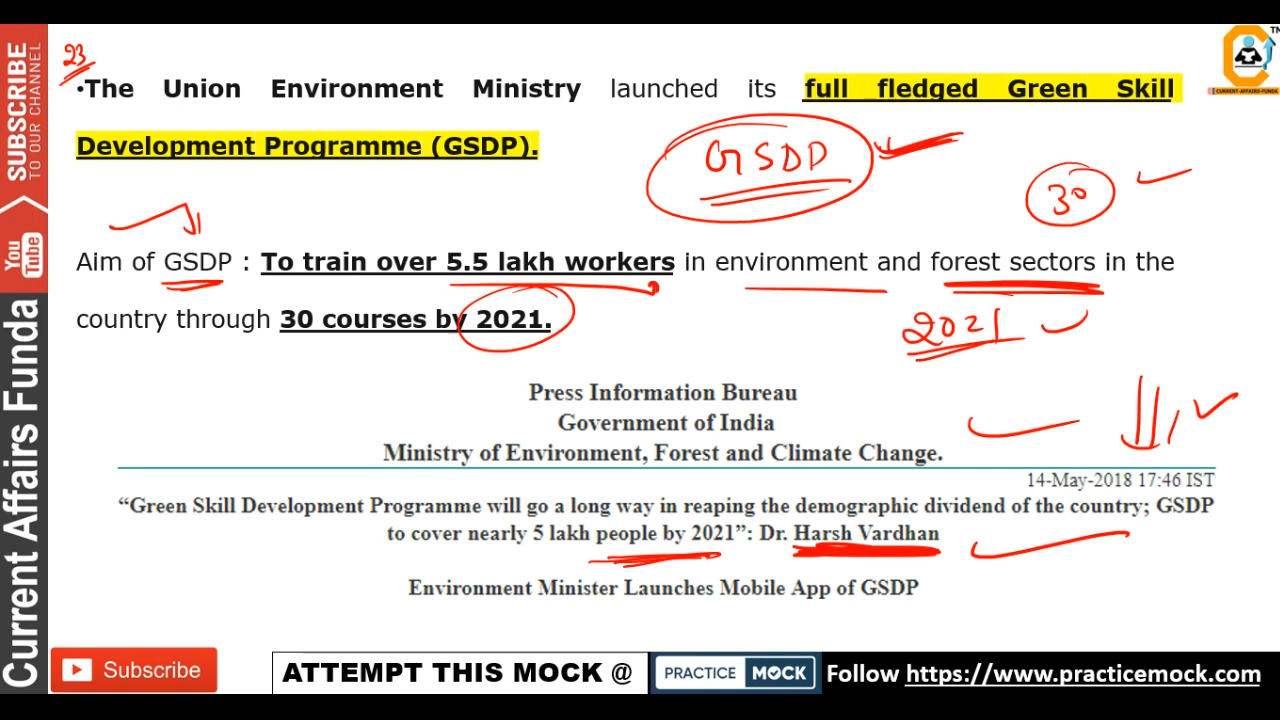 23
•The Union Environment Ministry launched its full fledged Green Skill
Development Programme (GSDP).
GSDP
30
Aim of GSDP : To train over 5.5 lakh workers in environment and forest sectors in the
country through 30 courses by 2021.
2021
Press Information Bureau
Government of India
Ministry of Environment, Forest and Climate Change.
14-May-2018 17:46 IST
“Green Skill Development Programme will go a long way in reaping the demographic dividend of the country; GSDP
to cover nearly 5 lakh people by 2021”: Dr. Harsh Vardhan
Environment Minister Launches Mobile App of GSDP
SUBSCRIBE
TO OUR CHANNEL
You Tube
Current Affairs Funda
CURRENT-AFFAIRS-FUNDA
Subscribe
ATTEMPT THIS MOCK @
PRACTICE MOCK
Follow https://www.practicemock.com